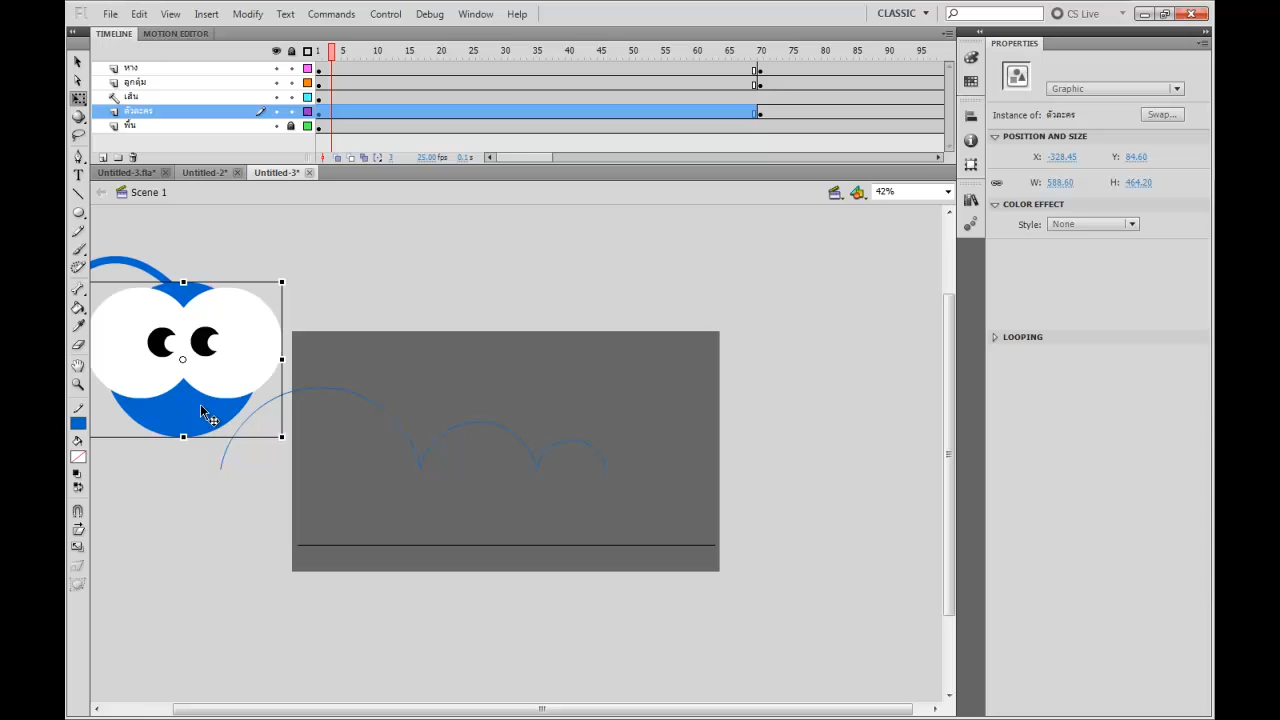 Fl File Edit View Insert Modify Text Commands Control Debug Window Help CLASSIC CS Live
TIMELINE MOTION EDITOR
1 5 10 15 20 25 30 35 40 45 50 55 60 65 70 75 80 85 90 95
หาง
ลูกตุ้ม
เส้น
ตัวละคร
พื้น
3 25.00 fps 0.1 s
Untitled-3.fla* Untitled-2* Untitled-3*
Scene 1 42%
PROPERTIES
Graphic
Instance of: ตัวละคร Swap...
POSITION AND SIZE
X: -328.45 Y: 84.60
W: 588.60 H: 464.20
COLOR EFFECT
Style: None
LOOPING